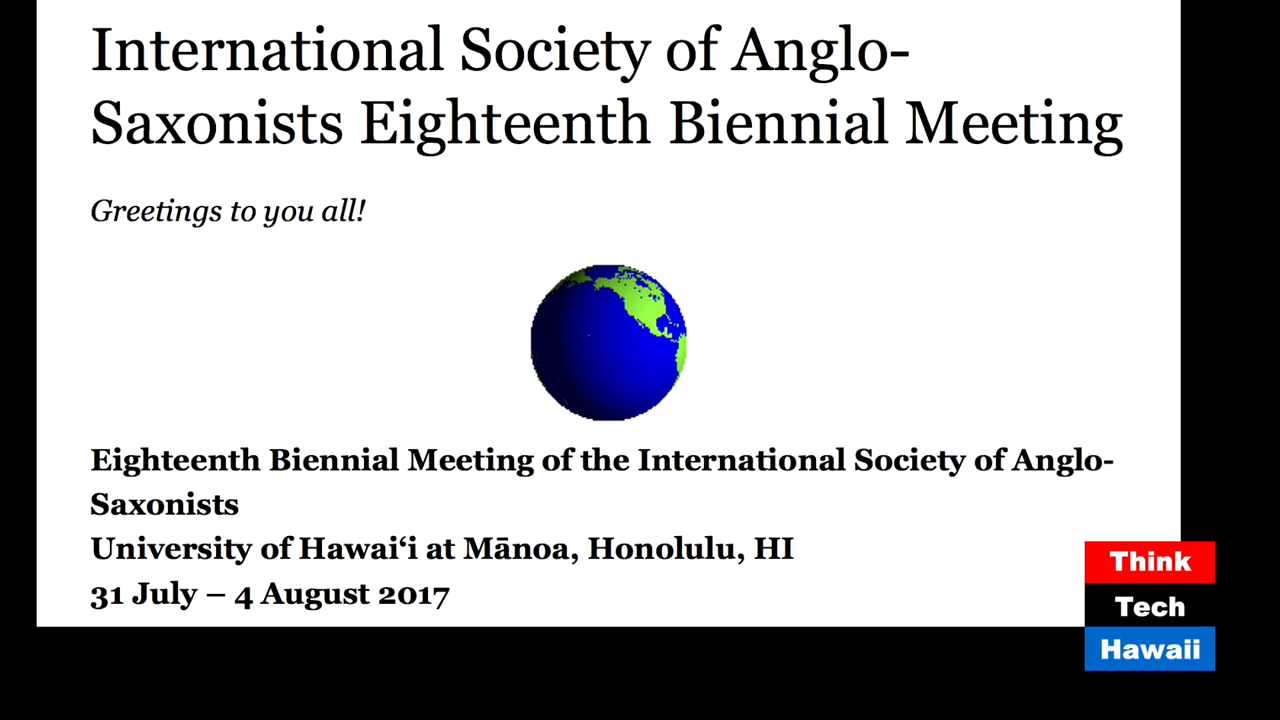 International Society of Anglo-
Saxonists Eighteenth Biennial Meeting
Greetings to you all!
Eighteenth Biennial Meeting of the International Society of Anglo-
Saxonists
University of Hawai‘i at Mānoa, Honolulu, HI
31 July – 4 August 2017
Think
Tech
Hawaii